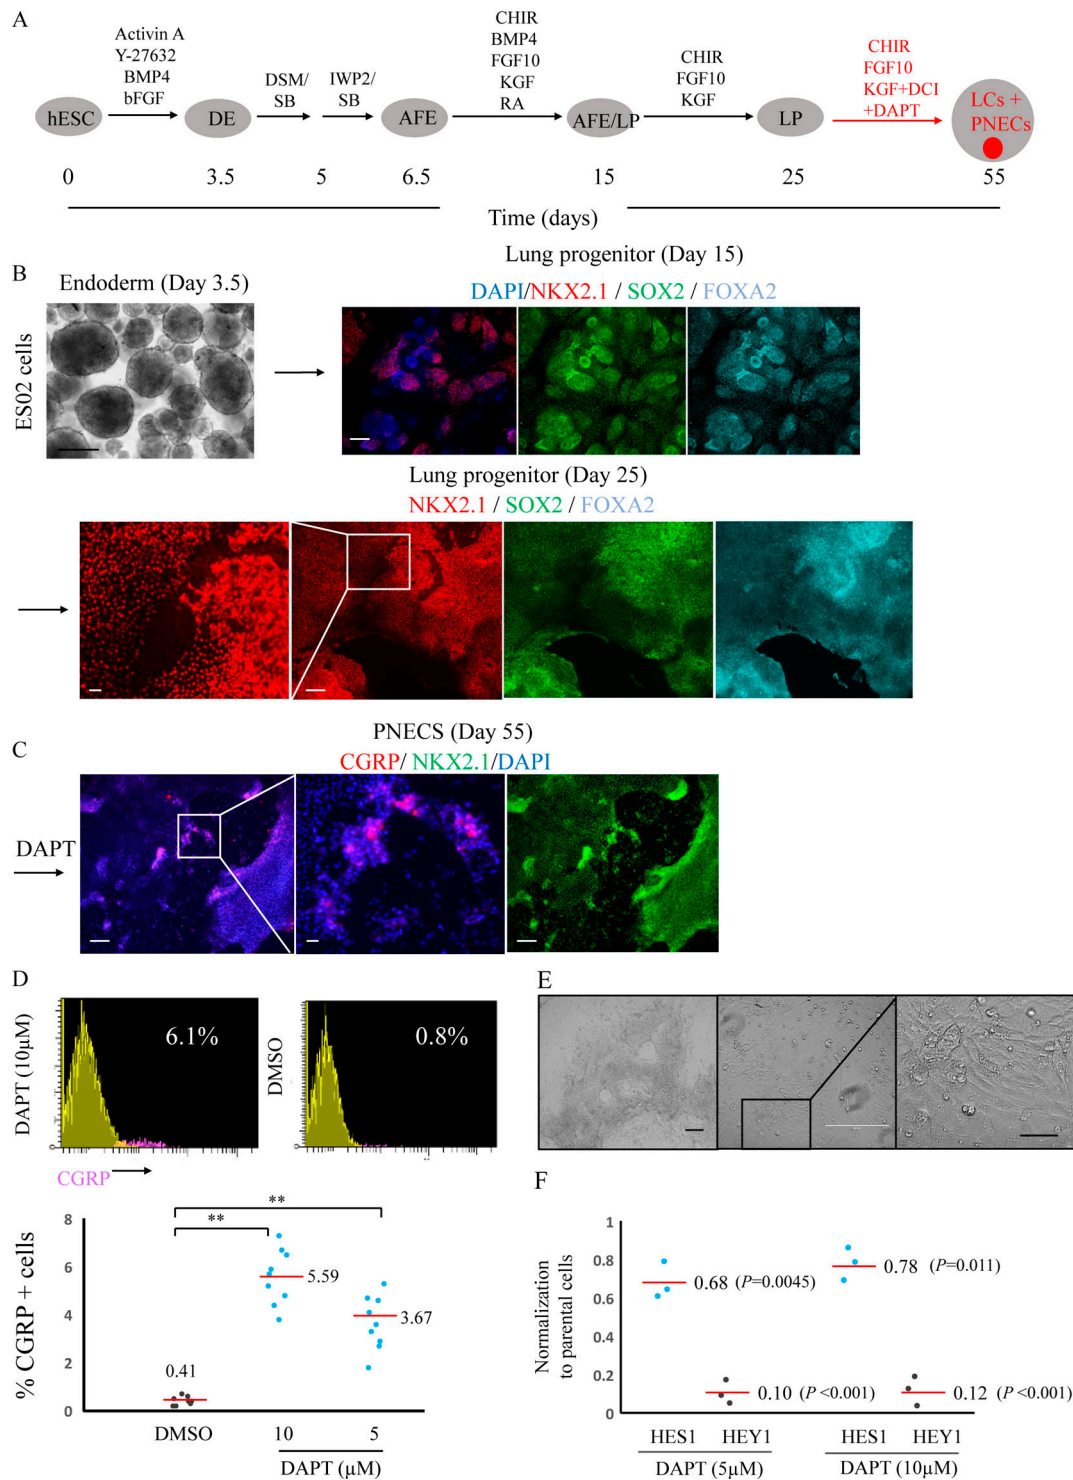 A
Activin A
Y-27632
BMP4
bFGF
DSM/
SB
IWP2/
SB
CHIR
BMP4
FGF10
KGF
RA
CHIR
FGF10
KGF
CHIR
FGF10
KGF+DCI
+DAPT
hESC
DE
AFE
AFE/LP
LP
LCs +
PNECs
0
3.5
5
6.5
15
25
55
Time (days)
B
Endoderm (Day 3.5)
Lung progenitor (Day 15)
DAPI/NKX2.1 / SOX2 / FOXA2
ES02 cells
Lung progenitor (Day 25)
NKX2.1 / SOX2 / FOXA2
C
PNECS (Day 55)
CGRP/ NKX2.1/DAPI
DAPT
D
DAPT (10µM)
6.1%
DMSO
0.8%
CGRP
% CGRP + cells
8
6
4
2
0
**
**
0.41
5.59
3.67
DMSO
10
5
DAPT (µM)
E
F
Normalization
to parental cells
1
0.8
0.6
0.4
0.2
0
0.68 (P=0.0045)
0.10 (P <0.001)
0.78 (P=0.011)
0.12 (P <0.001)
HES1
HEY1
HES1
HEY1
DAPT (5µM)
DAPT (10µM)